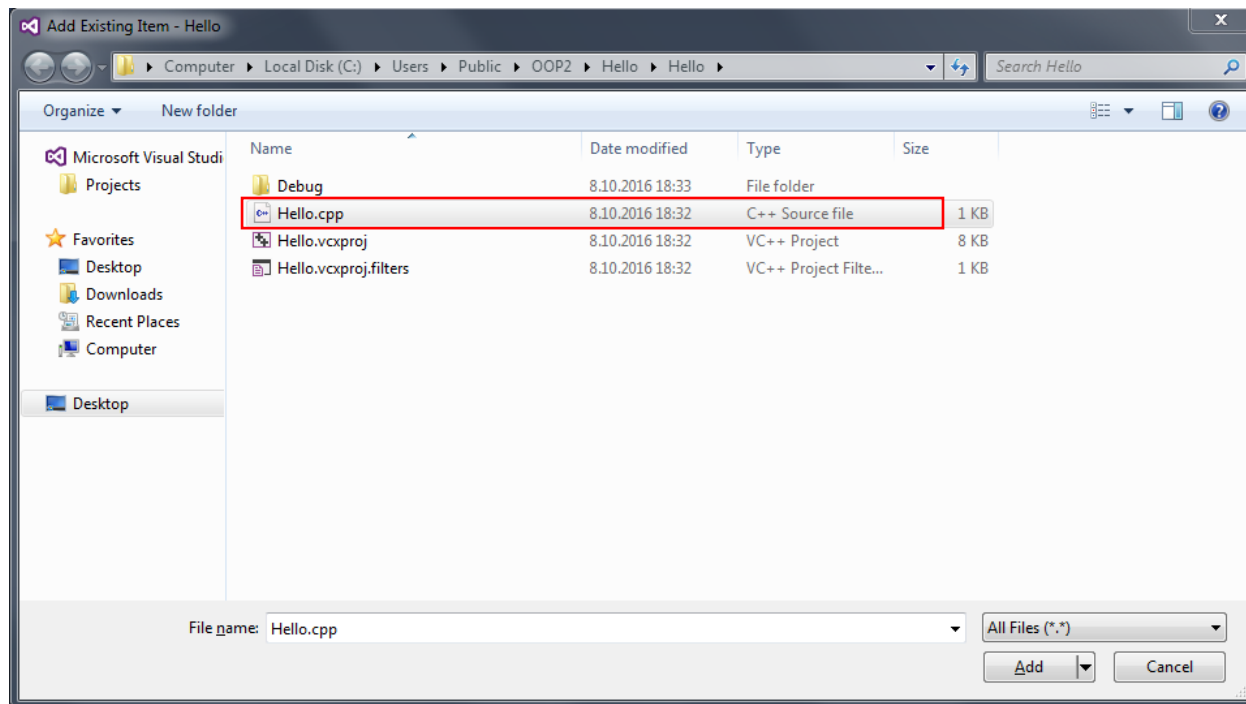 Add Existing Item - Hello
Computer Local Disk (C:) Users Public OOP2 Hello Hello Search Hello
Organize New folder
Microsoft Visual Studi
Projects
Favorites
Desktop
Downloads
Recent Places
Computer
Desktop
Name Date modified Type Size
Debug 8.10.2016 18:33 File folder
Hello.cpp 8.10.2016 18:32 C++ Source file 1 KB
Hello.vcxproj 8.10.2016 18:32 VC++ Project 8 KB
Hello.vcxproj.filters 8.10.2016 18:32 VC++ Project Filte... 1 KB
File name: Hello.cpp All Files (*.*)
Add Cancel